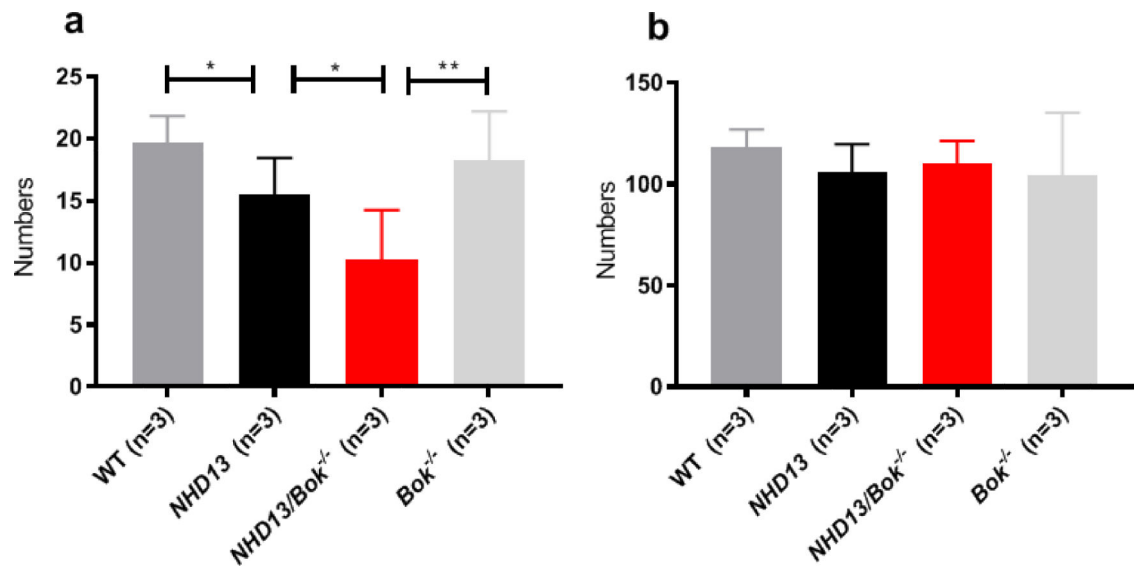 a
* * **
25
20
15
10
5
0
Numbers
WT (n=3)
NHD13 (n=3)
NHD13/Bok-/- (n=3)
Bok-/- (n=3)
b
150
100
50
0
Numbers
WT (n=3)
NHD13 (n=3)
NHD13/Bok-/- (n=3)
Bok-/- (n=3)